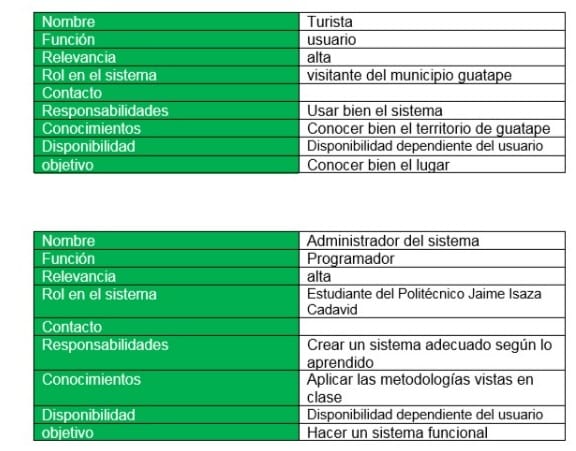 Nombre Turista
Función usuario
Relevancia alta
Rol en el sistema visitante del municipio guatape
Contacto
Responsabilidades Usar bien el sistema
Conocimientos Conocer bien el territorio de guatape
Disponibilidad Disponibilidad dependiente del usuario
objetivo Conocer bien el lugar
Nombre Administrador del sistema
Función Programador
Relevancia alta
Rol en el sistema Estudiante del Politécnico Jaime Isaza
Cadavid
Contacto
Responsabilidades Crear un sistema adecuado según lo
aprendido
Conocimientos Aplicar las metodologías vistas en
clase
Disponibilidad Disponibilidad dependiente del usuario
objetivo Hacer un sistema funcional